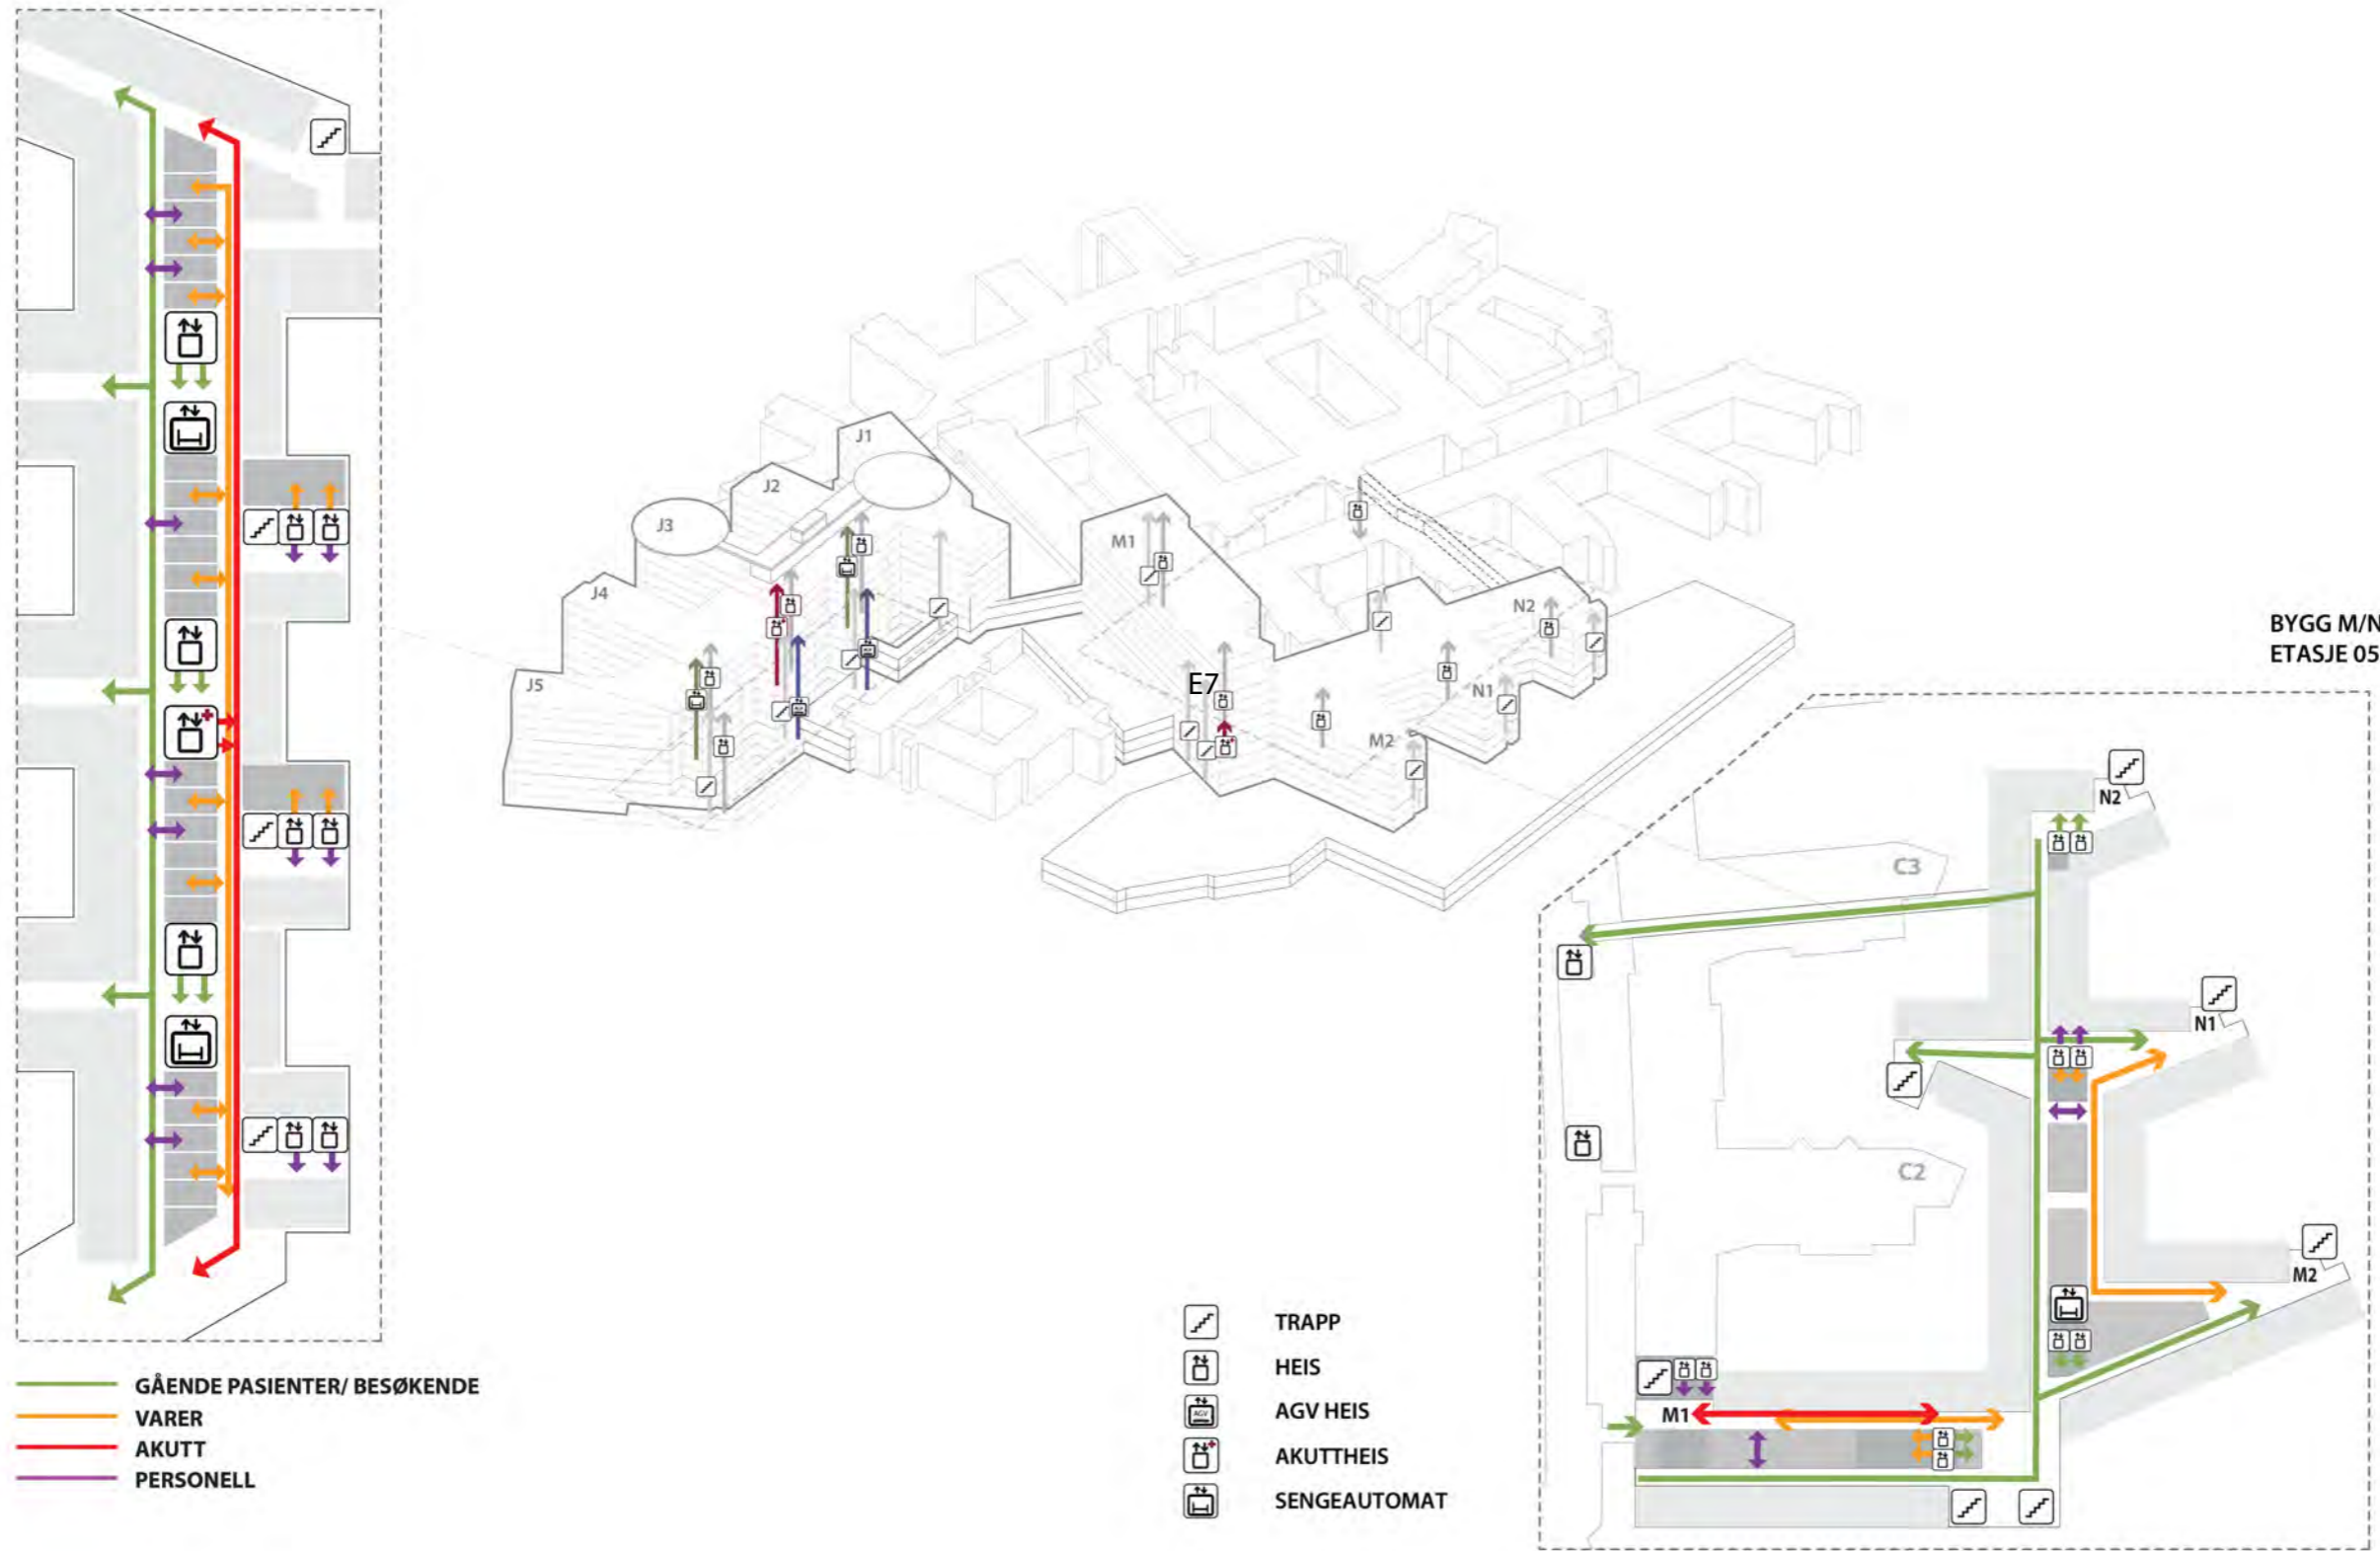 J1
J2
J3
J4
J5
M1
E7
N2
N1
M2
BYGG M/N
ETASJE 05
N2
C3
N1
C2
M2
M1
GÅENDE PASIENTER/ BESØKENDE
VARER
AKUTT
PERSONELL
TRAPP
HEIS
AGV
AGV HEIS
AKUTTHEIS
SENGEAUTOMAT